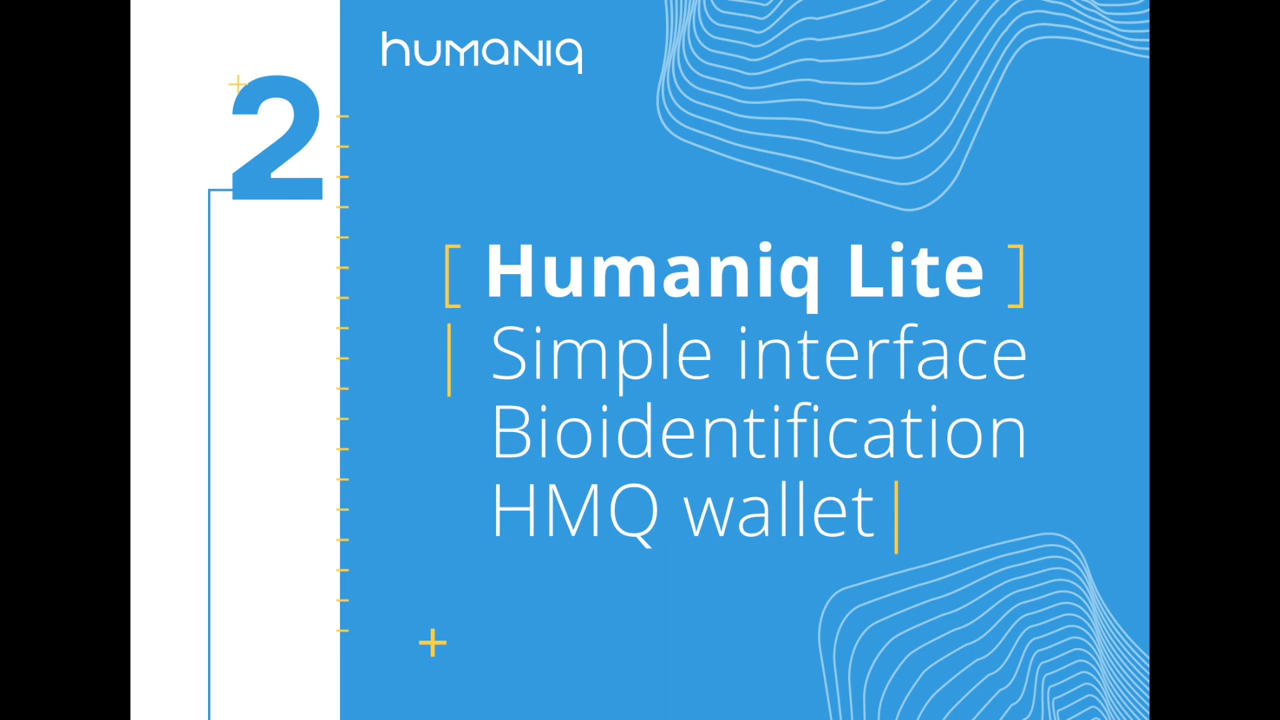 humaniq
2
[ Humaniq Lite ]
| Simple interface
Bioidentification
HMQ wallet |